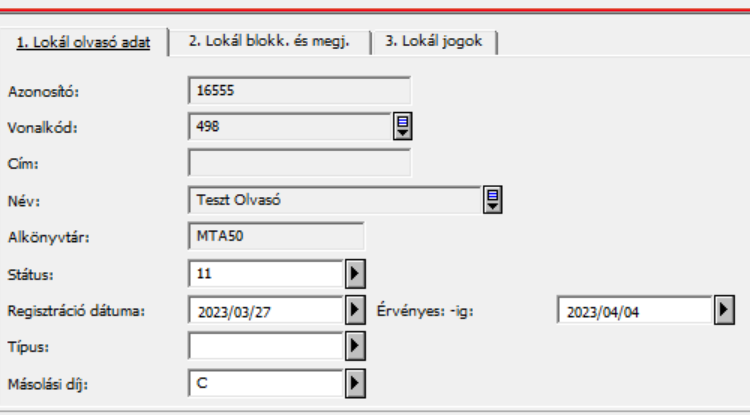 1. Lokál olvasó adat 2. Lokál blokk. és megj. 3. Lokál jogok
Azonosító: 16555
Vonalkód: 498
Cím:
Név: Teszt Olvasó
Alkönyvtár: MTA50
Státus: 11
Regisztráció dátuma: 2023/03/27 Érvényes: -ig: 2023/04/04
Típus:
Másolási díj: C